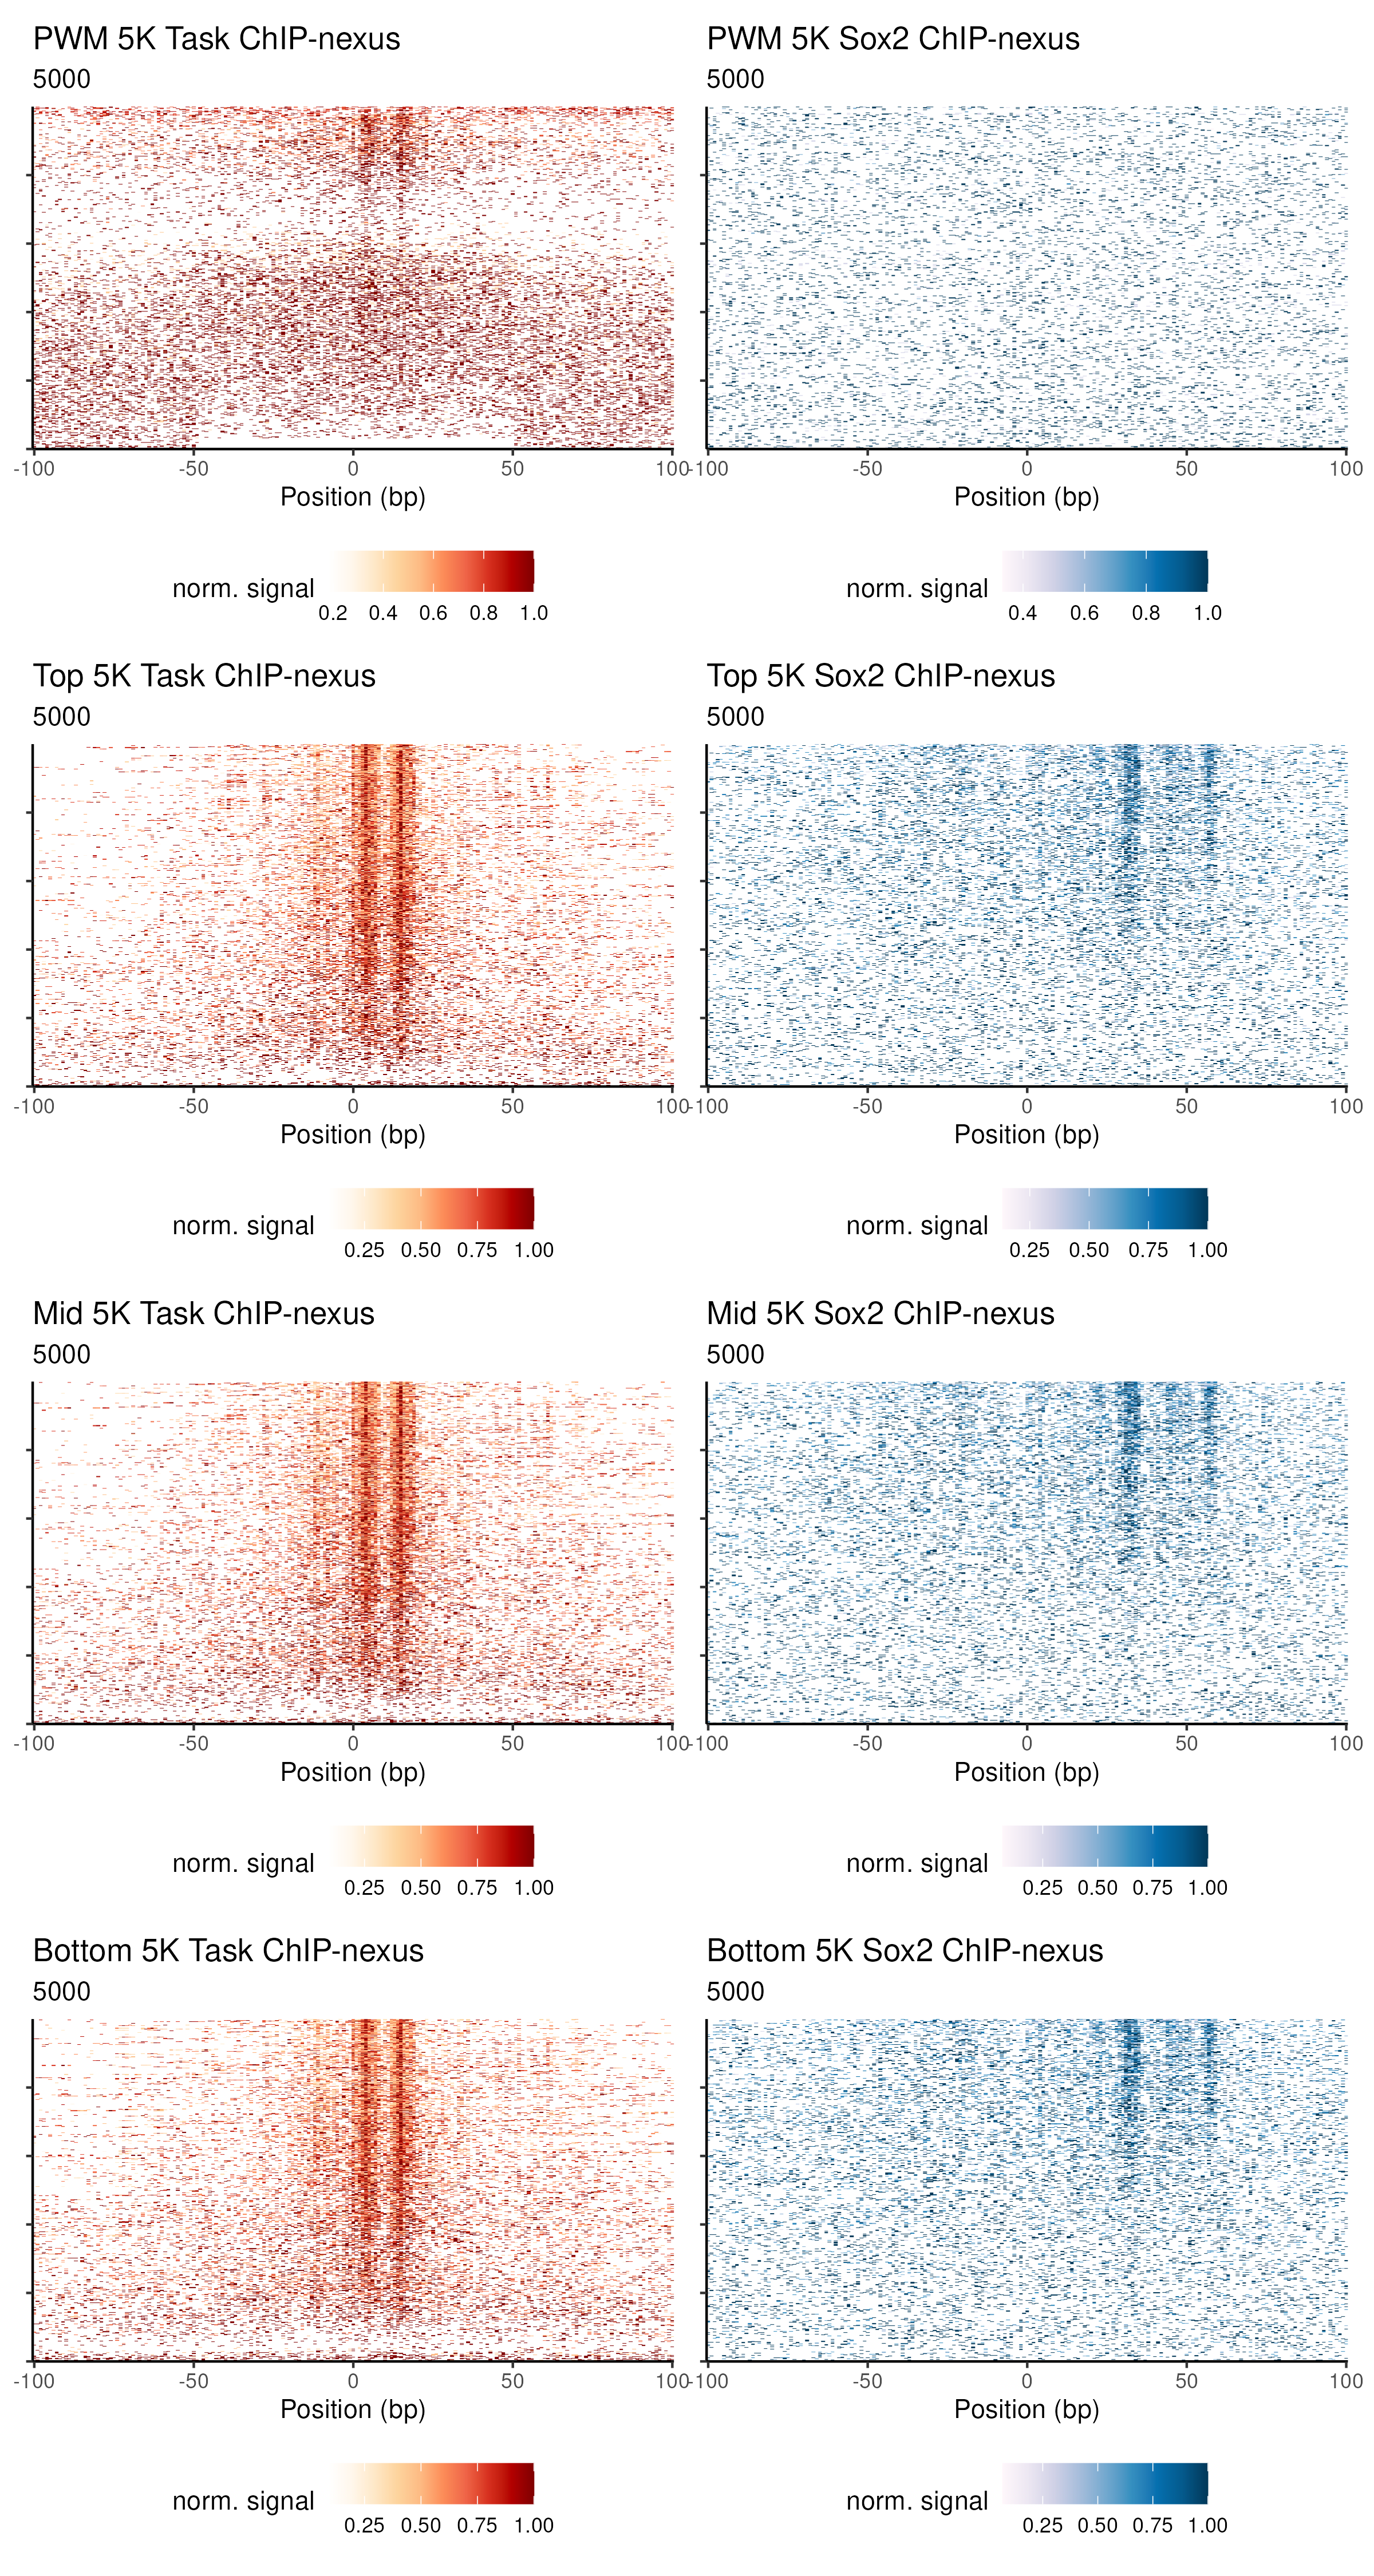 PWM 5K Task ChIP-nexus
5000
-100 -50 0 50 100
Position (bp)
norm. signal
0.2 0.4 0.6 0.8 1.0
PWM 5K Sox2 ChIP-nexus
5000
-100 -50 0 50 100
Position (bp)
norm. signal
0.4 0.6 0.8 1.0
Top 5K Task ChIP-nexus
5000
-100 -50 0 50 100
Position (bp)
norm. signal
0.25 0.50 0.75 1.00
Top 5K Sox2 ChIP-nexus
5000
-100 -50 0 50 100
Position (bp)
norm. signal
0.25 0.50 0.75 1.00
Mid 5K Task ChIP-nexus
5000
-100 -50 0 50 100
Position (bp)
norm. signal
0.25 0.50 0.75 1.00
Mid 5K Sox2 ChIP-nexus
5000
-100 -50 0 50 100
Position (bp)
norm. signal
0.25 0.50 0.75 1.00
Bottom 5K Task ChIP-nexus
5000
-100 -50 0 50 100
Position (bp)
norm. signal
0.25 0.50 0.75 1.00
Bottom 5K Sox2 ChIP-nexus
5000
-100 -50 0 50 100
Position (bp)
norm. signal
0.25 0.50 0.75 1.00